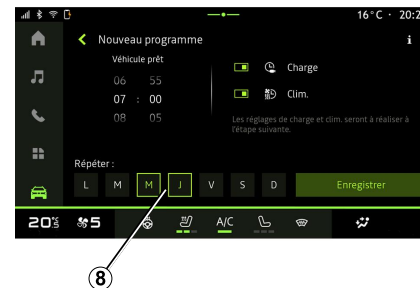 16°C · 20:2
Nouveau programme i
Véhicule prêt
06 55
07 : 00
08 05
Charge
Clim.
Les réglages de charge et clim. seront à réaliser à
l'étape suivante.
Répéter :
L M M J V S D Enregistrer
20 5 A/C
8